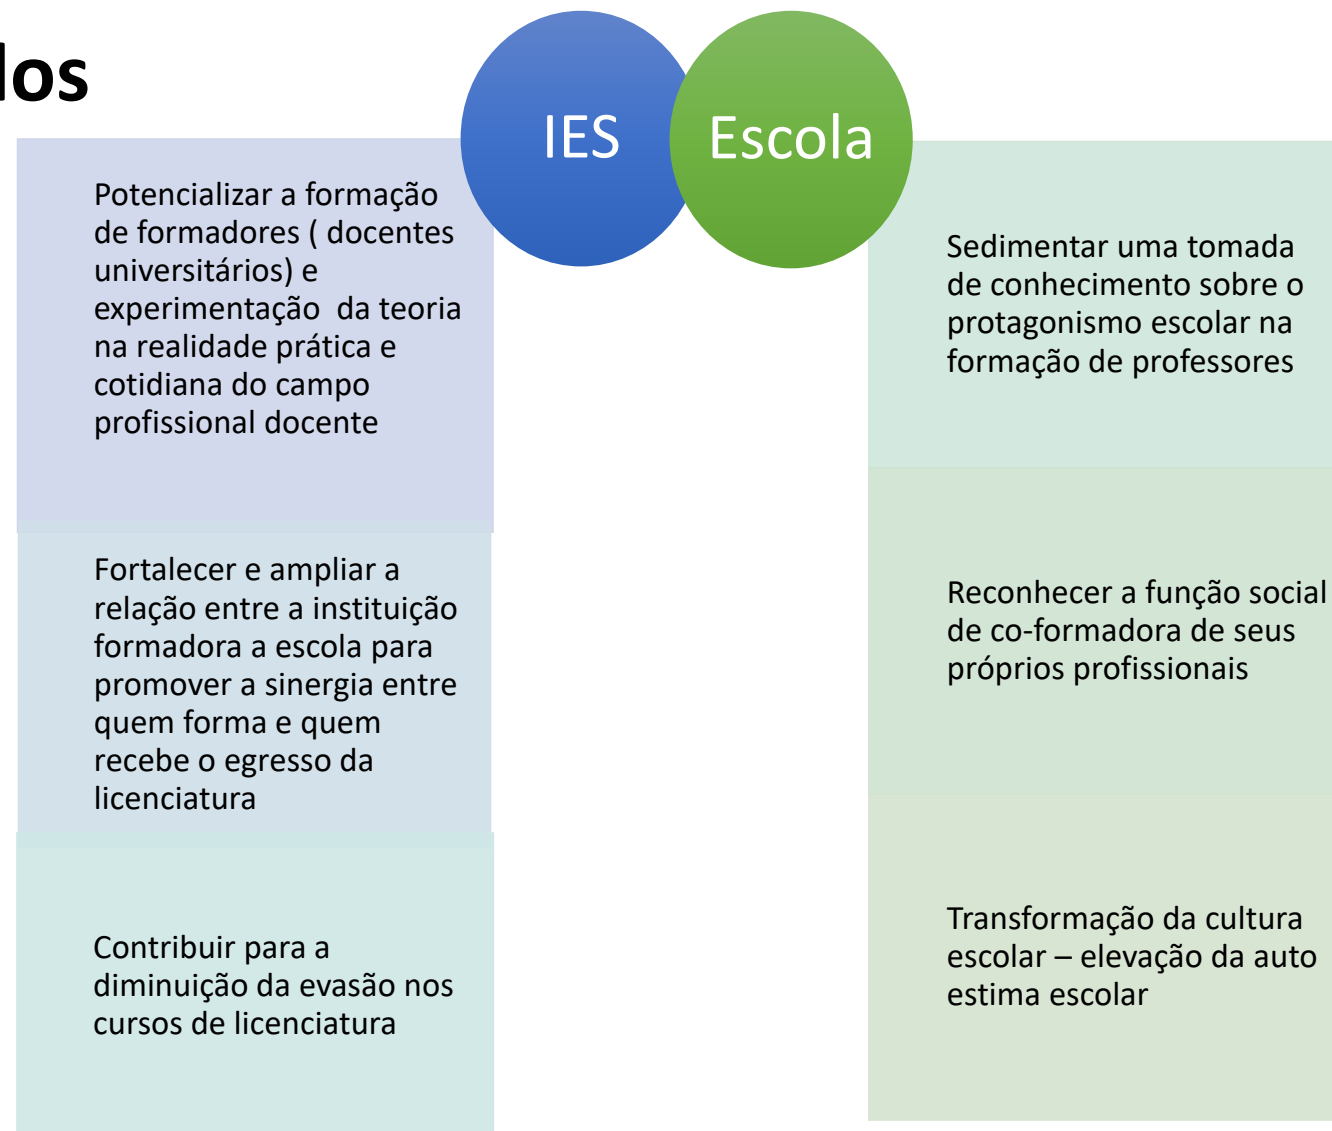 IES
Escola
Potencializar a formação
de formadores ( docentes
universitários) e
experimentação da teoria
na realidade prática e
cotidiana do campo
profissional docente
Fortalecer e ampliar a
relação entre a instituição
formadora a escola para
promover a sinergia entre
quem forma e quem
recebe o egresso da
licenciatura
Contribuir para a
diminuição da evasão nos
cursos de licenciatura
Sedimentar uma tomada
de conhecimento sobre o
protagonismo escolar na
formação de professores
Reconhecer a função social
de co-formadora de seus
próprios profissionais
Transformação da cultura
escolar – elevação da auto
estima escolar